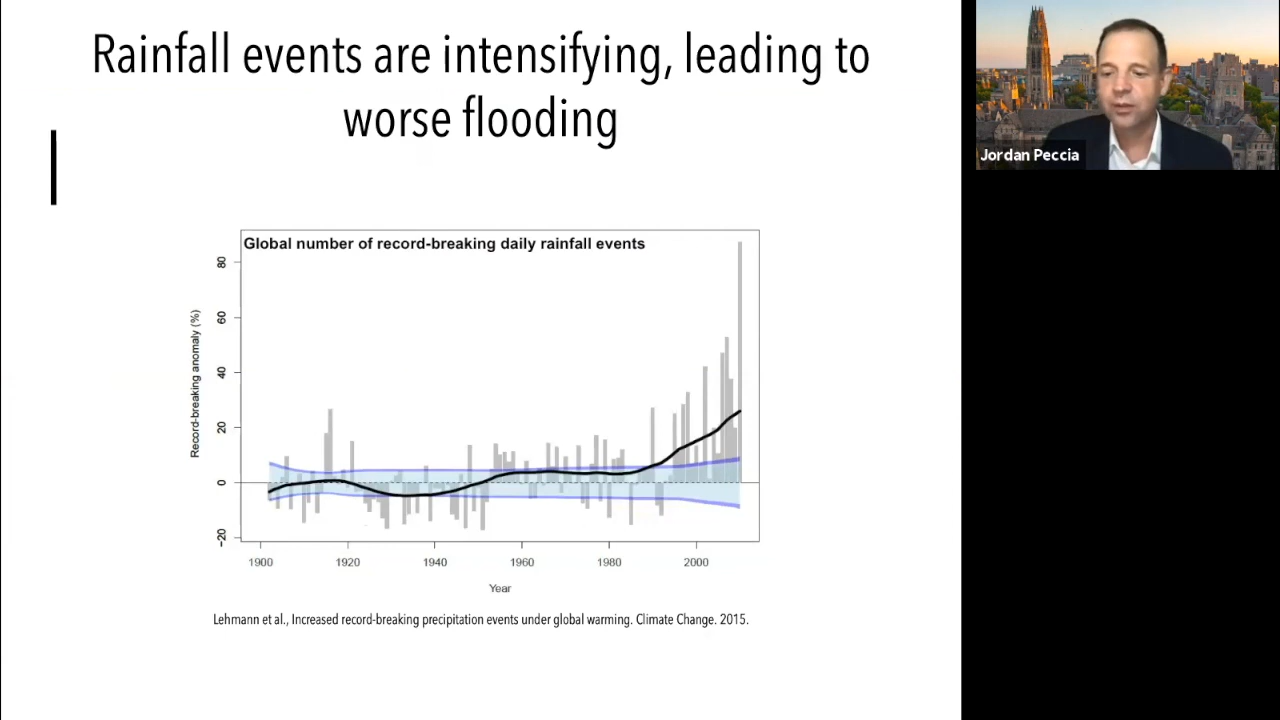 Rainfall events are intensifying, leading to
worse flooding
Jordan Peccia
Global number of record-breaking daily rainfall events
Record-breaking anomaly (%)
80
60
40
20
0
-20
1900 1920 1940 1960 1980 2000
Year
Lehmann et al., Increased record-breaking precipitation events under global warming. Climate Change. 2015.